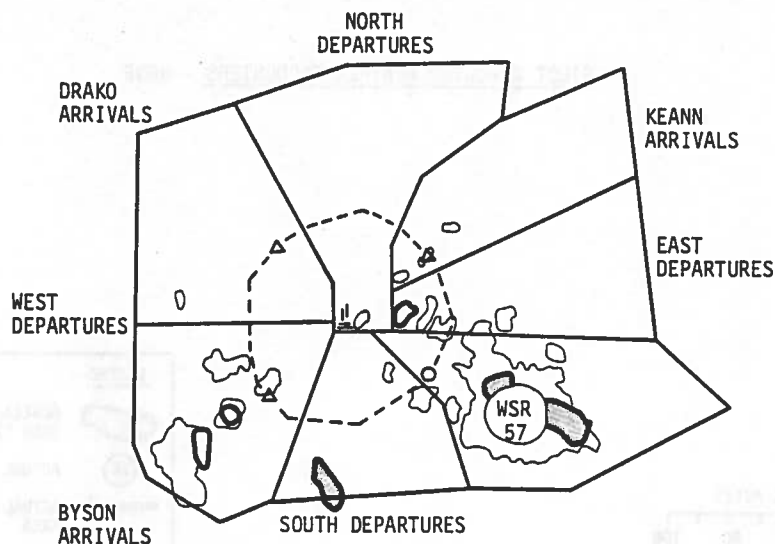 NORTH
DEPARTURES
DRAKO
ARRIVALS
KEANN
ARRIVALS
EAST
DEPARTURES
WEST
DEPARTURES
WSR
57
BYSON
ARRIVALS
SOUTH DEPARTURES